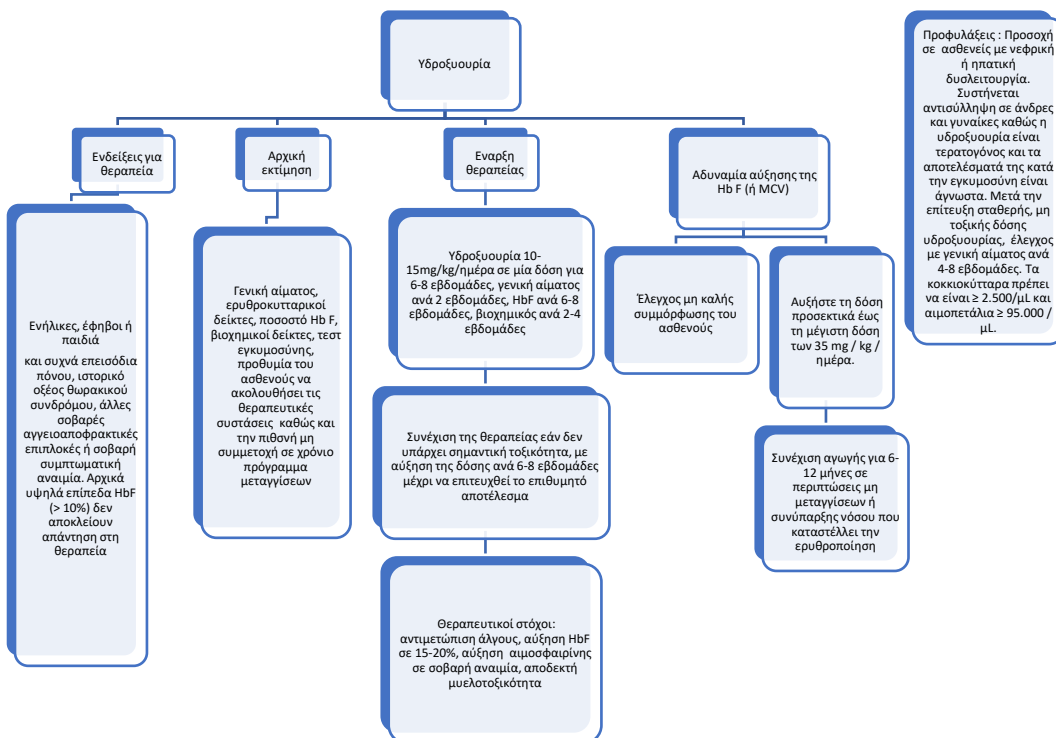 Υδροξυουρία
Ενδείξεις για
θεραπεία
Ενήλικες, έφηβοι ή
παιδιά
και συχνά επεισόδια
πόνου, ιστορικό
οξέος θωρακικού
συνδρόμου, άλλες
σοβαρές
αγγειοαποφρακτικές
επιπλοκές ή σοβαρή
συμπτωματική
αναιμία. Αρχικά
υψηλά επίπεδα HbF
(> 10%) δεν
αποκλείουν
απάντηση στη
θεραπεία
Αρχική
εκτίμηση
Γενική αίματος,
ερυθροκυτταρικοί
δείκτες, ποσοστό Hb F,
βιοχημικοί δείκτες, τεστ
εγκυμοσύνης,
προθυμία του
ασθενούς να
ακολουθήσει τις
θεραπευτικές
συστάσεις καθώς και
την πιθσνή μη
συμμετοχή σε χρόνιο
πρόγραμμα
μεταγγίσεων
Εναρξη
θεραπείας
Υδροξυουρία 10-
15mg/kg/ημέρα σε μία δόση για
6-8 εβδομάδες, γενική αίματος
ανά 2 εβδομάδες, HbF ανά 6-8
εβδομάδες, βιοχημικός ανά 2-4
εβδομάδες
Συνέχιση της θεραπείας εάν δεν
υπάρχει σημαντική τοξικότητα, με
αύξηση της δόσης ανά 6-8 εβδομάδες
μέχρι να επιτευχθεί το επιθυμητό
αποτέλεσμα
Θεραπευτικοί στόχοι:
αντιμετώπιση άλγους, αύξηση HbF
σε 15-20%, αύξηση αιμοσφαιρίνης
σε σοβαρή αναιμία, αποδεκτή
μυελοτοξικότητα
Αδυναμία αύξησης της
Hb F (ή MCV)
Έλεγχος μη καλής
συμμόρφωσης του
ασθενούς
Αυξήστε τη δόση
προσεκτικά έως
τη μέγιστη δόση
των 35 mg / kg /
ημέρα.
Συνέχιση αγωγής για 6-
12 μήνες σε
περιπτώσεις μη
μεταγγίσεων ή
συνύπαρξης νόσου που
καταστέλλει την
ερυθροποίηση
Προφυλάξεις : Προσοχή
σε ασθενείς με νεφρική
ή ηπατική
δυσλειτουργία.
Συστήνεται
αντισύλληψη σε άνδρες
και γυναίκες καθώς η
υδροξυουρία είναι
τερατογόνος και τα
αποτελέσματά της κατά
την εγκυμοσύνη είναι
άγνωστα. Μετά την
επίτευξη σταθερής, μη
τοξικής δόσης
υδροξυουρίας, έλεγχος
με γενική αίματος ανά
4-8 εβδομάδες. Τα
κοκκιοκύτταρα πρέπει
να είναι ≥ 2.500/μL και
αιμοπετάλια ≥ 95.000 /
μL.